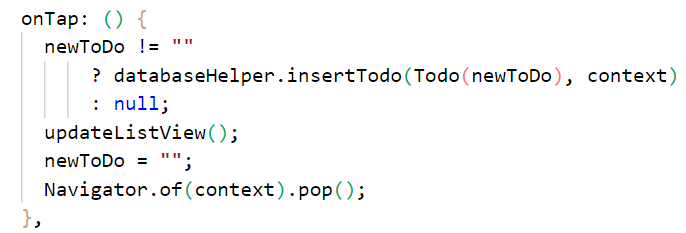 onTap: () {
newToDo != ""
? databaseHelper.insertTodo(Todo(newToDo), context)
: null;
updateListView();
newToDo = "";
Navigator.of(context).pop();
},